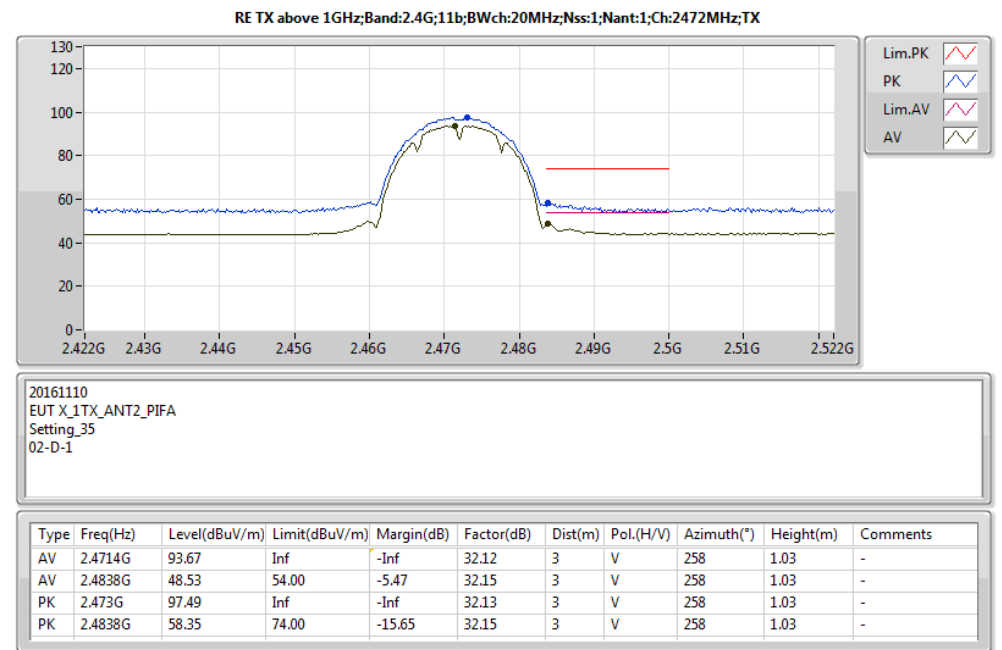 RE TX above 1GHz;Band:2.4G;11b;BWch:20MHz;Nss:1;Nant:1;Ch:2472MHz;TX
130
120
100
80
60
40
20
0
2.422G 2.43G 2.44G 2.45G 2.46G 2.47G 2.48G 2.49G 2.5G 2.51G 2.522G
Lim.PK
PK
Lim.AV
AV
20161110
EUT X_1TX_ANT2_PIFA
Setting_35
02-D-1
Type Freq(Hz) Level(dBuV/m) Limit(dBuV/m) Margin(dB) Factor(dB) Dist(m) Pol.(H/V) Azimuth(°) Height(m) Comments
AV 2.4714G 93.67 Inf -Inf 32.12 3 V 258 1.03 -
AV 2.4838G 48.53 54.00 -5.47 32.15 3 V 258 1.03 -
PK 2.473G 97.49 Inf -Inf 32.13 3 V 258 1.03 -
PK 2.4838G 58.35 74.00 -15.65 32.15 3 V 258 1.03 -